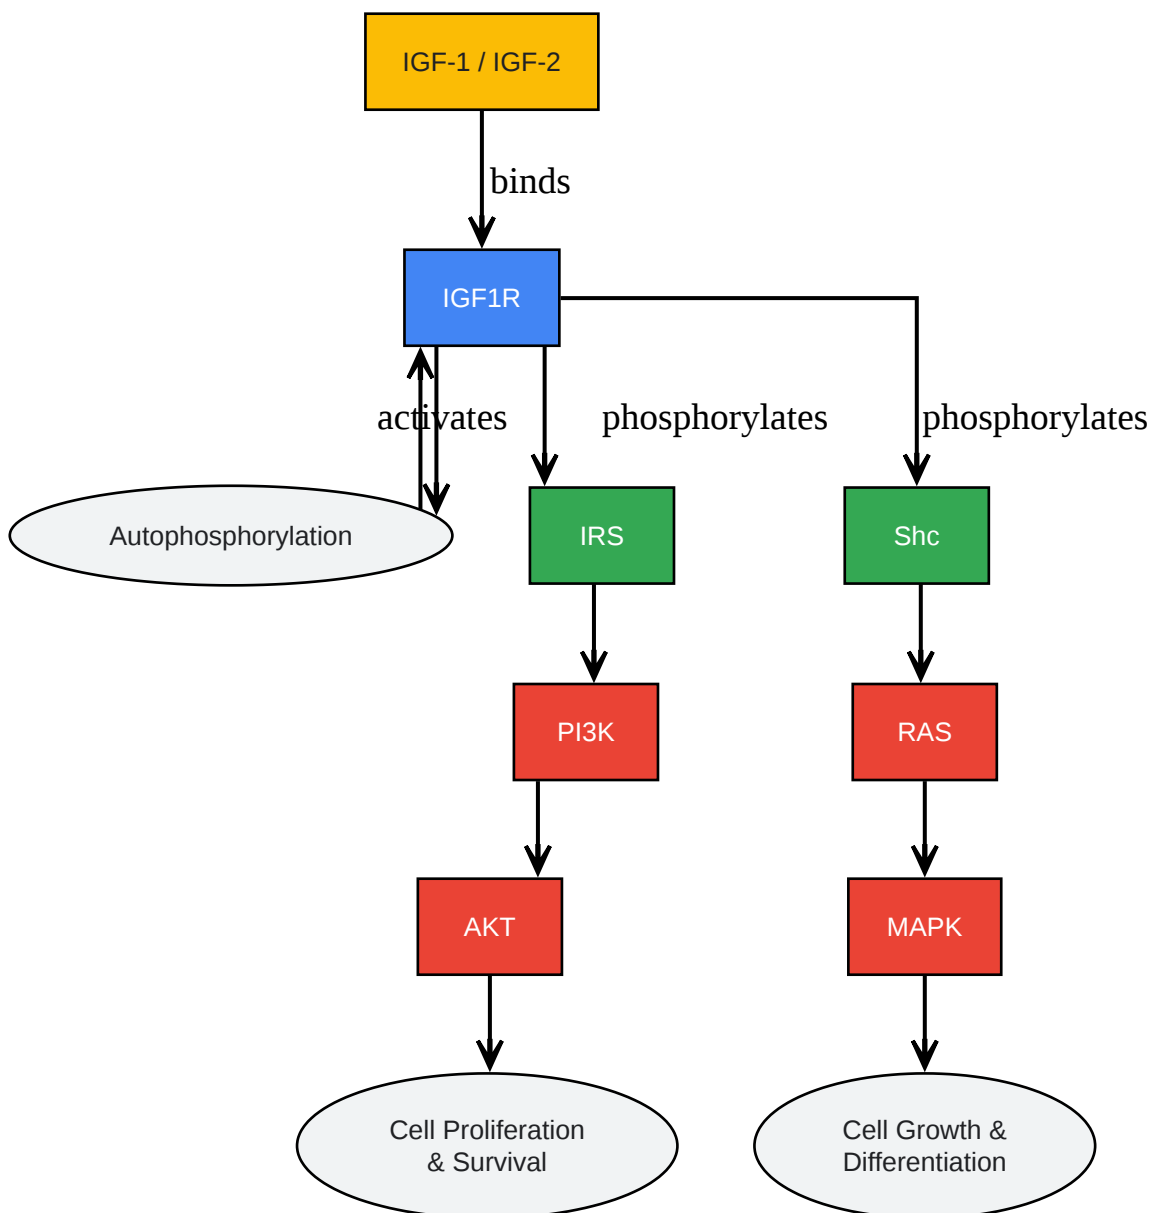 IGF-1 / IGF-2
binds
IGF1R
activates
phosphorylates
phosphorylates
Autophosphorylation
IRS
Shc
PI3K
RAS
AKT
MAPK
Cell Proliferation
& Survival
Cell Growth &
Differentiation